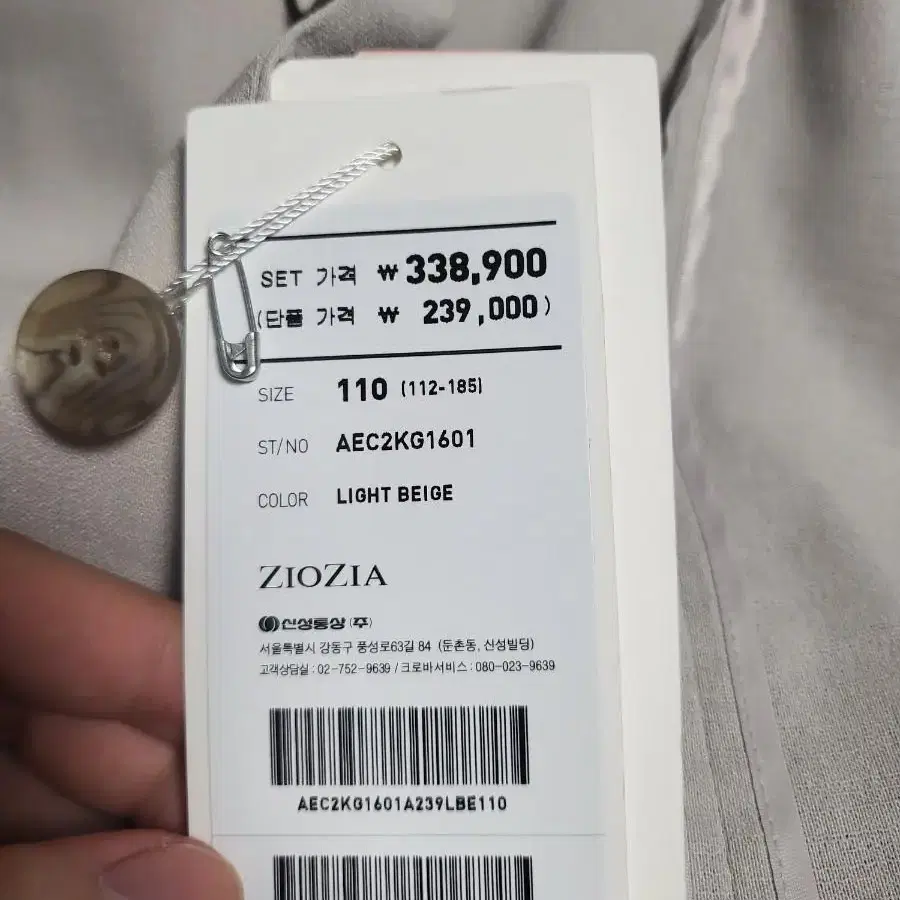 SET 가격 ₩338,900
(단품 가격 ₩ 239,000)
SIZE 110 (112-185)
ST/NO AEC2KG1601
COLOR LIGHT BEIGE
ZIOZIA
신성통상(주)
서울특별시 강동구 풍성로63길 84 (둔촌동, 신성빌딩)
고객상담실 : 02-752-9639 / 크로바서비스 : 080-023-9639
AEC2KG1601A239LBE110